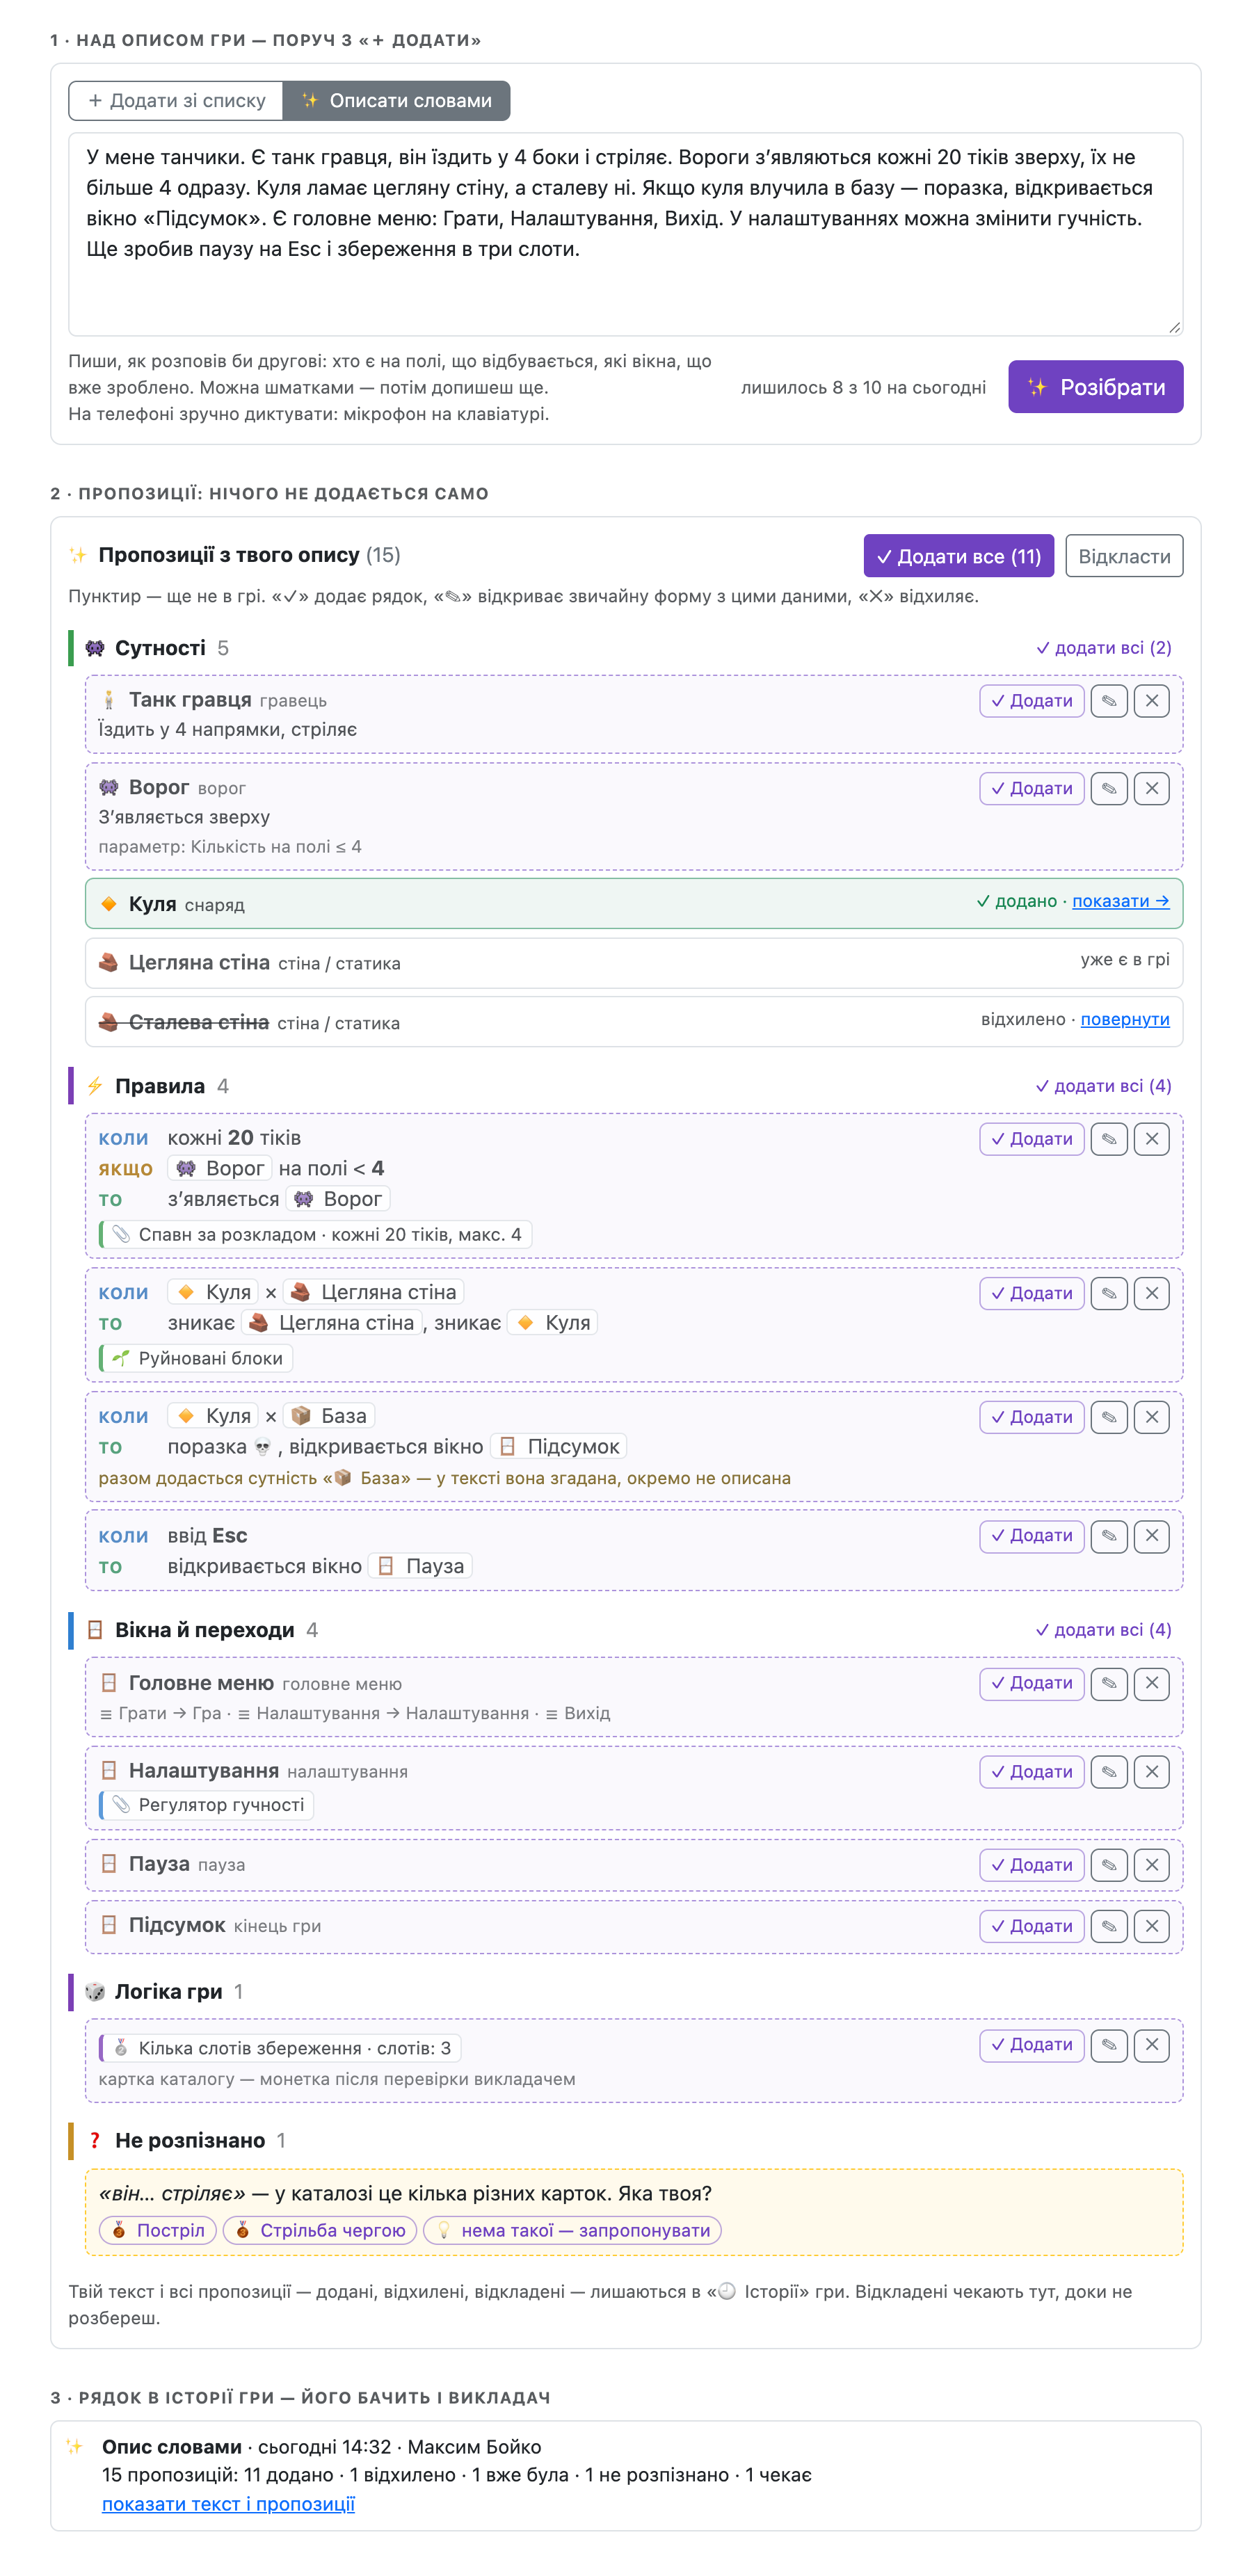 1 · НАД ОПИСОМ ГРИ — ПОРУЧ З «+ ДОДАТИ»
+ Додати зі списку
✨ Описати словами
У мене танчики. Є танк гравця, він їздить у 4 боки і стріляє. Вороги з’являються кожні 20 тіків зверху, їх не
більше 4 одразу. Куля ламає цегляну стіну, а сталеву ні. Якщо куля влучила в базу — поразка, відкривається
вікно «Підсумок». Є головне меню: Грати, Налаштування, Вихід. У налаштуваннях можна змінити гучність.
Ще зробив паузу на Esc і збереження в три слоти.
Пиши, як розповів би другові: хто є на полі, що відбувається, які вікна, що
вже зроблено. Можна шматками — потім допишеш ще.
На телефоні зручно диктувати: мікрофон на клавіатурі.
лишилось 8 з 10 на сьогодні
✨ Розібрати
2 · ПРОПОЗИЦІЇ: НІЧОГО НЕ ДОДАЄТЬСЯ САМО
✨ Пропозиції з твого опису (15)
✓ Додати все (11)
Відкласти
Пунктир — ще не в грі. «✓» додає рядок, «✎» відкриває звичайну форму з цими даними, «✕» відхиляє.
👾 Сутності 5
✓ додати всі (2)
Танк гравця гравець
✓ Додати ✎ ✕
Їздить у 4 напрямки, стріляє
👾 Ворог ворог
✓ Додати ✎ ✕
З’являється зверху
параметр: Кількість на полі ≤ 4
🔸 Куля снаряд
✓ додано · показати →
Цегляна стіна стіна / статика
уже є в грі
Сталева стіна стіна / статика
відхилено · повернути
⚡ Правила 4
✓ додати всі (4)
КОЛИ кожні 20 тіків
✓ Додати ✎ ✕
ЯКЩО 👾 Ворог на полі < 4
ТО з’являється 👾 Ворог
📎 Спавн за розкладом · кожні 20 тіків, макс. 4
КОЛИ 🔸 Куля × Цегляна стіна
✓ Додати ✎ ✕
ТО зникає Цегляна стіна , зникає 🔸 Куля
🌱 Руйновані блоки
КОЛИ 🔸 Куля × 📦 База
✓ Додати ✎ ✕
ТО поразка 💀 , відкривається вікно Підсумок
разом додасться сутність «📦 База» — у тексті вона згадана, окремо не описана
КОЛИ ввід Esc
✓ Додати ✎ ✕
ТО відкривається вікно Пауза
Вікна й переходи 4
✓ додати всі (4)
Головне меню головне меню
✓ Додати ✎ ✕
≡ Грати → Гра · ≡ Налаштування → Налаштування · ≡ Вихід
Налаштування налаштування
✓ Додати ✎ ✕
📎 Регулятор гучності
Пауза пауза
✓ Додати ✎ ✕
Підсумок кінець гри
✓ Додати ✎ ✕
🎲 Логіка гри 1
🥈 Кілька слотів збереження · слотів: 3
✓ Додати ✎ ✕
картка каталогу — монетка після перевірки викладачем
❓ Не розпізнано 1
«він… стріляє» — у каталозі це кілька різних карток. Яка твоя?
🥉 Постріл
🥉 Стрільба чергою
💡 нема такої — запропонувати
Твій текст і всі пропозиції — додані, відхилені, відкладені — лишаються в «🕘 Історії» гри. Відкладені чекають тут, доки не
розбереш.
3 · РЯДОК В ІСТОРІЇ ГРИ — ЙОГО БАЧИТЬ І ВИКЛАДАЧ
✨ Опис словами · сьогодні 14:32 · Максим Бойко
15 пропозицій: 11 додано · 1 відхилено · 1 вже була · 1 не розпізнано · 1 чекає
показати текст і пропозиції